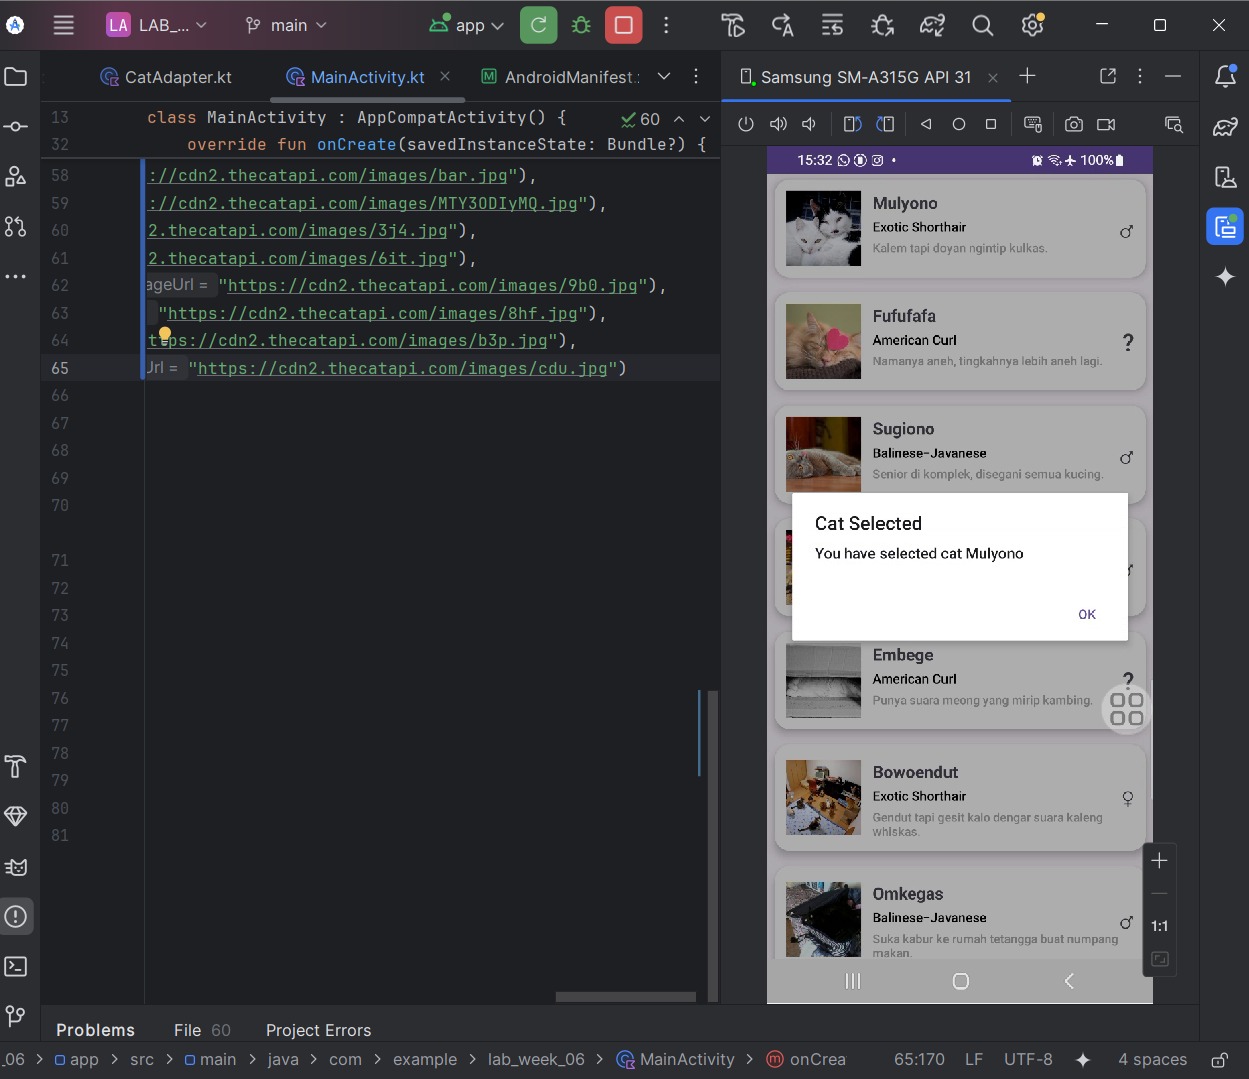 LA LAB_... main app
CatAdapter.kt MainActivity.kt AndroidManifest. Samsung SM-A315G API 31
13 class MainActivity : AppCompatActivity() { 60
32 override fun onCreate(savedInstanceState: Bundle?) {
58 ://cdn2.thecatapi.com/images/bar.jpg"),
59 ://cdn2.thecatapi.com/images/MTY3ODIyMQ.jpg"),
60 2.thecatapi.com/images/3j4.jpg"),
61 2.thecatapi.com/images/6it.jpg"),
62 ageUrl = "https://cdn2.thecatapi.com/images/9b0.jpg"),
63 "https://cdn2.thecatapi.com/images/8hf.jpg"),
64 ttps://cdn2.thecatapi.com/images/b3p.jpg"),
65 Url = "https://cdn2.thecatapi.com/images/cdu.jpg")
66
67
68
69
70
71
72
73
74
75
76
77
78
79
80
81
15:32 100%
Mulyono
Exotic Shorthair
♂
Kalem tapi doyan ngintip kulkas.
Fufufafa
American Curl
?
Namanya aneh, tingkahnya lebih aneh lagi.
Sugiono
Balinese-Javanese
♂
Senior di komplek, disegani semua kucing.
Cat Selected
You have selected cat Mulyono
OK
Embege
American Curl
?
Punya suara meong yang mirip kambing.
Bowoendut
Exotic Shorthair
♀
Gendut tapi gesit kalo dengar suara kaleng
whiskas.
Omkegas
Balinese-Javanese
♂
Suka kabur ke rumah tetangga buat numpang
makan.
1:1
Problems File 60 Project Errors
_06 > app > src > main > java > com > example > lab_week_06 > MainActivity > onCrea 65:170 LF UTF-8 4 spaces